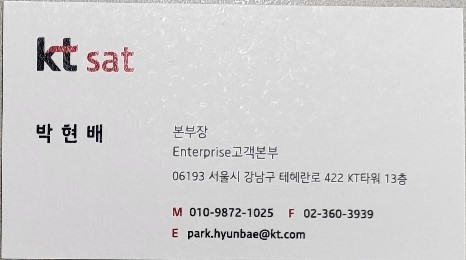 kt sat
박현배
본부장
Enterprise고객본부
06193 서울시 강남구 테헤란로 422 KT타워 13층
M 010-9872-1025 F 02-360-3939
E park.hyunbae@kt.com